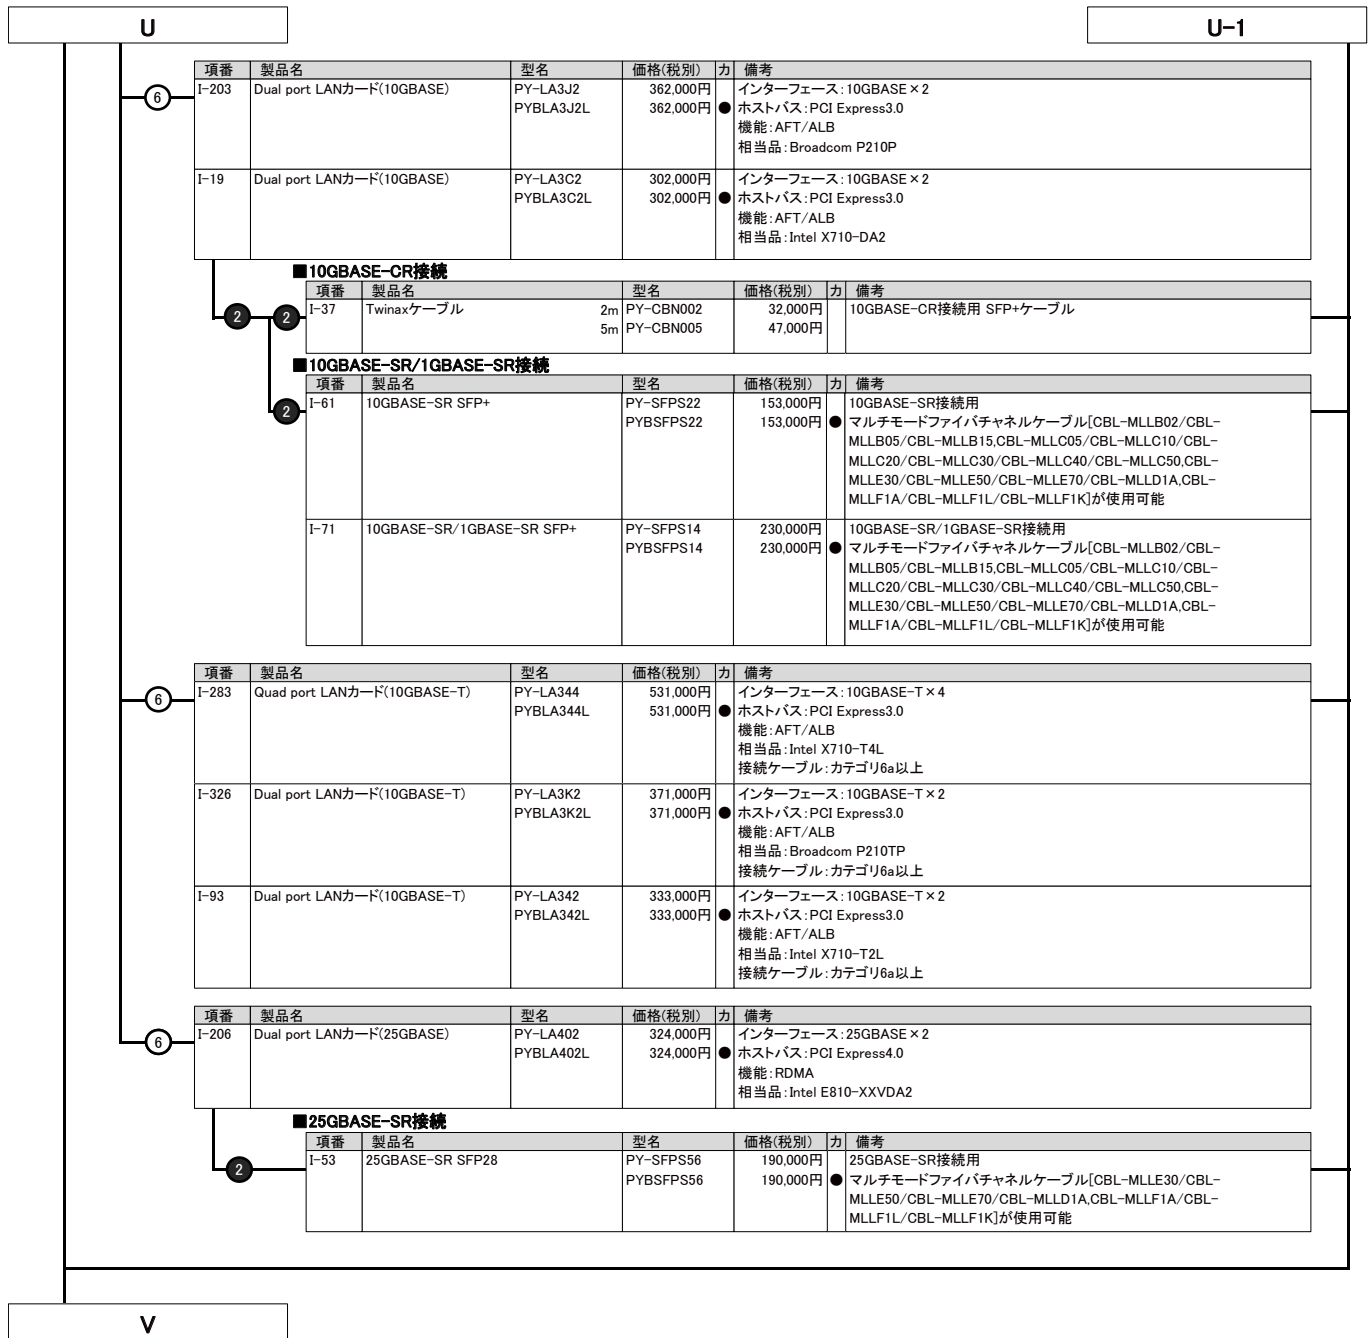 U
U-1
項番 製品名 型名 価格(税別) カ 備考
6
I-203 Dual port LANカード(10GBASE) PY-LA3J2 362,000円 インターフェース:10GBASE×2
PYBLA3J2L 362,000円 ● ホストバス:PCI Express3.0
機能:AFT/ALB
相当品:Broadcom P210P
I-19 Dual port LANカード(10GBASE) PY-LA3C2 302,000円 インターフェース:10GBASE×2
PYBLA3C2L 302,000円 ● ホストバス:PCI Express3.0
機能:AFT/ALB
相当品:Intel X710-DA2
■10GBASE-CR接続
項番 製品名 型名 価格(税別) カ 備考
2 2 I-37 Twinaxケーブル 2m PY-CBN002 32,000円 10GBASE-CR接続用 SFP+ケーブル
5m PY-CBN005 47,000円
■10GBASE-SR/1GBASE-SR接続
項番 製品名 型名 価格(税別) カ 備考
2 I-61 10GBASE-SR SFP+ PY-SFPS22 153,000円 10GBASE-SR接続用
PYBSFPS22 153,000円 ● マルチモードファイバチャネルケーブル[CBL-MLLB02/CBL-
MLLB05/CBL-MLLB15,CBL-MLLC05/CBL-MLLC10/CBL-
MLLC20/CBL-MLLC30/CBL-MLLC40/CBL-MLLC50,CBL-
MLLE30/CBL-MLLE50/CBL-MLLE70/CBL-MLLD1A,CBL-
MLLF1A/CBL-MLLF1L/CBL-MLLF1K]が使用可能
I-71 10GBASE-SR/1GBASE-SR SFP+ PY-SFPS14 230,000円 10GBASE-SR/1GBASE-SR接続用
PYBSFPS14 230,000円 ● マルチモードファイバチャネルケーブル[CBL-MLLB02/CBL-
MLLB05/CBL-MLLB15,CBL-MLLC05/CBL-MLLC10/CBL-
MLLC20/CBL-MLLC30/CBL-MLLC40/CBL-MLLC50,CBL-
MLLE30/CBL-MLLE50/CBL-MLLE70/CBL-MLLD1A,CBL-
MLLF1A/CBL-MLLF1L/CBL-MLLF1K]が使用可能
項番 製品名 型名 価格(税別) カ 備考
6 I-283 Quad port LANカード(10GBASE-T) PY-LA344 531,000円 インターフェース:10GBASE-T×4
PYBLA344L 531,000円 ● ホストバス:PCI Express3.0
機能:AFT/ALB
相当品:Intel X710-T4L
接続ケーブル:カテゴリ6a以上
I-326 Dual port LANカード(10GBASE-T) PY-LA3K2 371,000円 インターフェース:10GBASE-T×2
PYBLA3K2L 371,000円 ● ホストバス:PCI Express3.0
機能:AFT/ALB
相当品:Broadcom P210TP
接続ケーブル:カテゴリ6a以上
I-93 Dual port LANカード(10GBASE-T) PY-LA342 333,000円 インターフェース:10GBASE-T×2
PYBLA342L 333,000円 ● ホストバス:PCI Express3.0
機能:AFT/ALB
相当品:Intel X710-T2L
接続ケーブル:カテゴリ6a以上
項番 製品名 型名 価格(税別) カ 備考
6 I-206 Dual port LANカード(25GBASE) PY-LA402 324,000円 インターフェース:25GBASE×2
PYBLA402L 324,000円 ● ホストバス:PCI Express4.0
機能:RDMA
相当品:Intel E810-XXVDA2
■25GBASE-SR接続
項番 製品名 型名 価格(税別) カ 備考
2 I-53 25GBASE-SR SFP28 PY-SFPS56 190,000円 25GBASE-SR接続用
PYBSFPS56 190,000円 ● マルチモードファイバチャネルケーブル[CBL-MLLE30/CBL-
MLLE50/CBL-MLLE70/CBL-MLLD1A,CBL-MLLF1A/CBL-
MLLF1L/CBL-MLLF1K]が使用可能
V